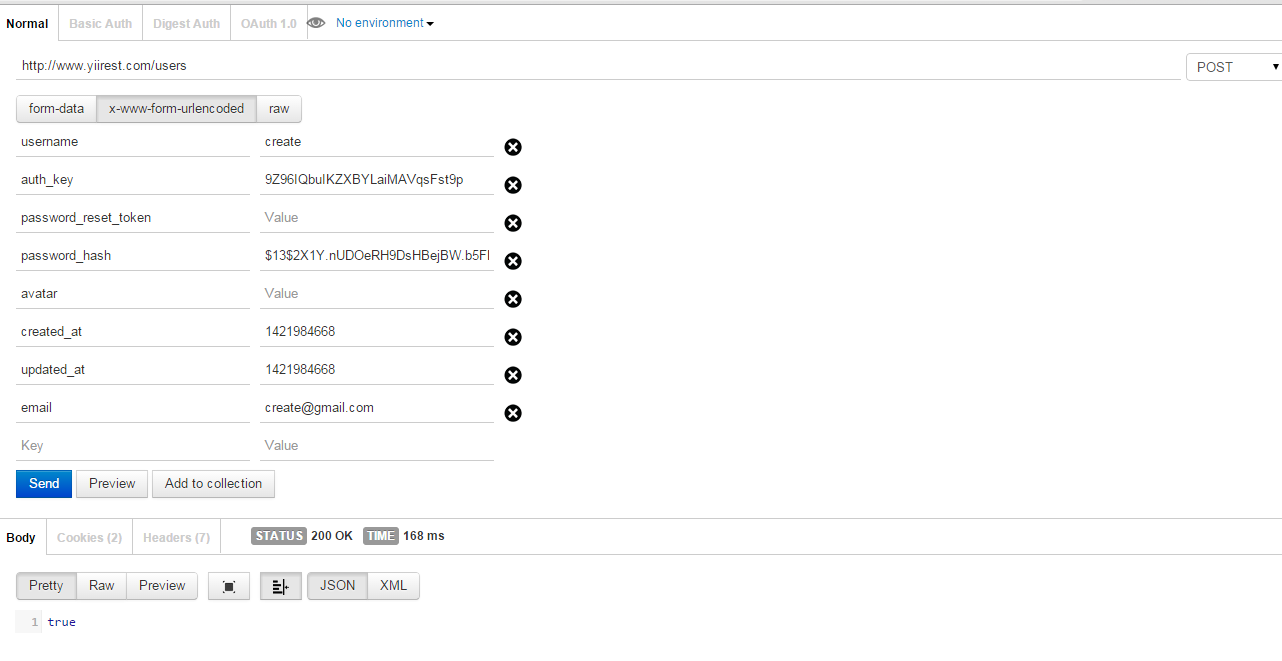 Normal Basic Auth Digest Auth OAuth 1.0 No environment
http://www.yiirest.com/users POST
form-data x-www-form-urlencoded raw
username create
auth_key 9Z96IQbuIKZXBYLaiMAVqsFst9p
password_reset_token Value
password_hash $13$2X1Y.nUDOeRH9DsHBejBW.b5Fl
avatar Value
created_at 1421984668
updated_at 1421984668
email create@gmail.com
Key Value
Send Preview Add to collection
Body Cookies (2) Headers (7) STATUS 200 OK TIME 168 ms
Pretty Raw Preview JSON XML
1 true